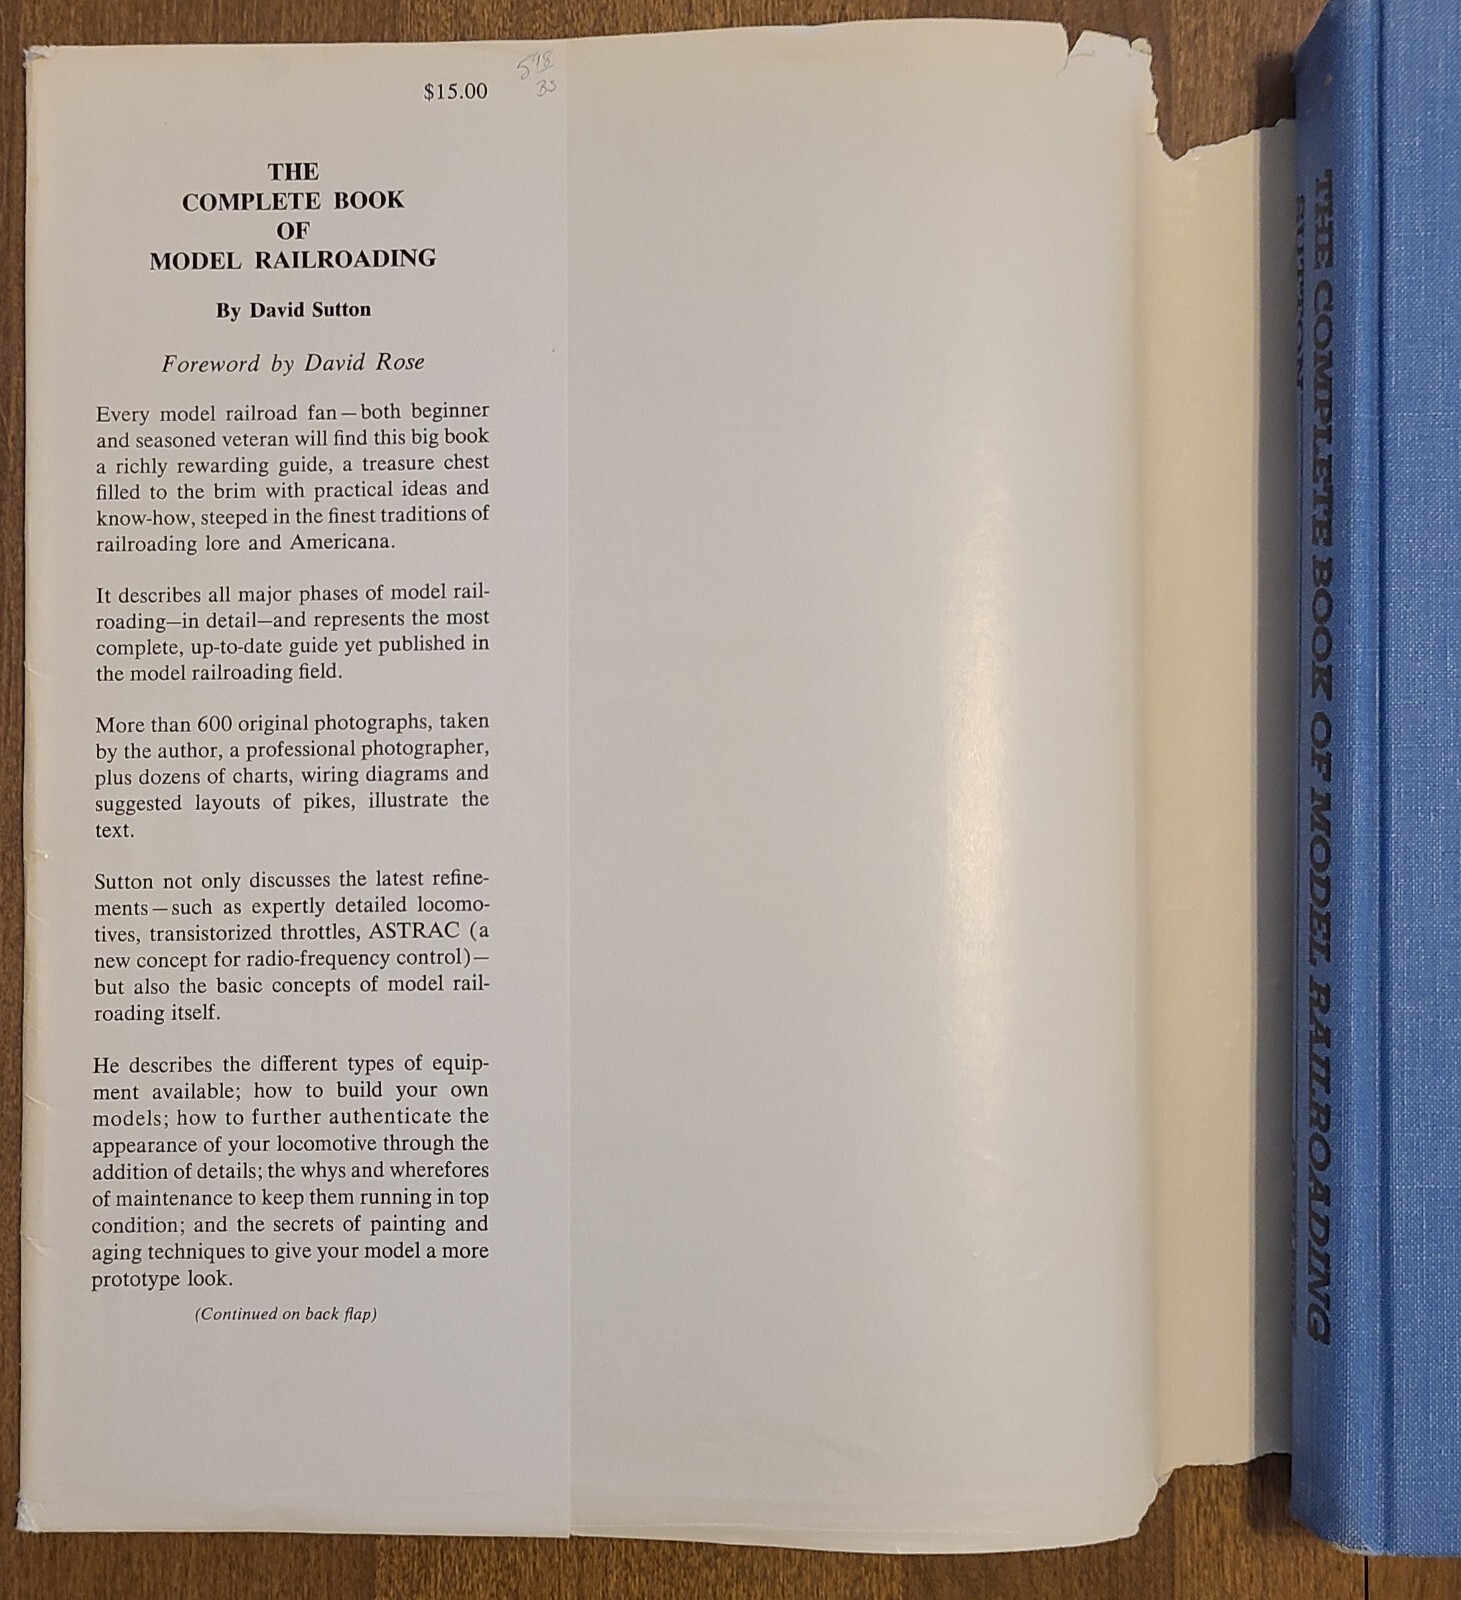 $15.00
THE
COMPLETE BOOK
OF
MODEL RAILROADING
By David Sutton
Foreword by David Rose
Every model railroad fan—both beginner
and seasoned veteran will find this big book
a richly rewarding guide, a treasure chest
filled to the brim with practical ideas and
know-how, steeped in the finest traditions of
railroading lore and Americana.
It describes all major phases of model rail-
roading—in detail—and represents the most
complete, up-to-date guide yet published in
the model railroading field.
More than 600 original photographs, taken
by the author, a professional photographer,
plus dozens of charts, wiring diagrams and
suggested layouts of pikes, illustrate the
text.
Sutton not only discusses the latest refine-
ments—such as expertly detailed locomo-
tives, transistorized throttles, ASTRAC (a
new concept for radio-frequency control)—
but also the basic concepts of model rail-
roading itself.
He describes the different types of equip-
ment available; how to build your own
models; how to further authenticate the
appearance of your locomotive through the
addition of details; the whys and wherefores
of maintenance to keep them running in top
condition; and the secrets of painting and
aging techniques to give your model a more
prototype look.
(Continued on back flap)
THE COMPLETE BOOK OF MODEL RAILROADING
SUTTON